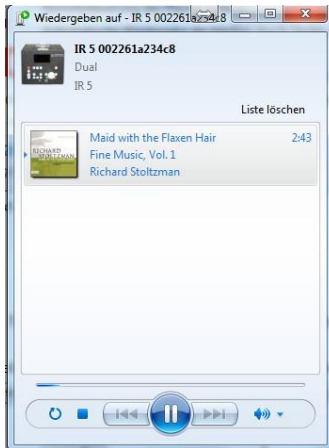 Wiedergeben auf - IR 5 002261a234c8
IR 5 002261a234c8
Dual
IR 5
Liste löschen
Maid with the Flaxen Hair 2:43
Fine Music, Vol. 1
Richard Stoltzman
RICHARD
STOLTZMAN